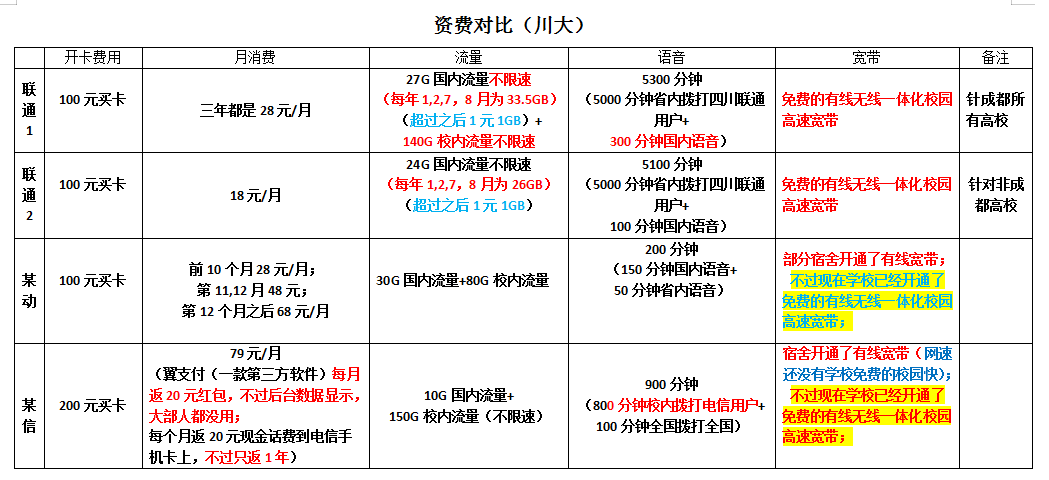 资费对比（川大）
开卡费用 月消费 流量 语音 宽带 备注
联通1
100 元买卡
三年都是 28 元/月
27G 国内流量不限速
（每年 1,2,7，8 月为 33.5GB）
（超过之后 1 元 1GB）+
140G 校内流量不限速
5300 分钟
（5000 分钟省内拨打四川联通
用户+
300 分钟国内语音）
免费的有线无线一体化校园
高速宽带
针成都所
有高校
联通2
100 元买卡
18 元/月
24G 国内流量不限速
（每年 1,2,7，8 月为 26GB）
（超过之后 1 元 1GB）
5100 分钟
（5000 分钟省内拨打四川联通
用户+
100 分钟国内语音）
免费的有线无线一体化校园
高速宽带
针对非成
都高校
某动
100 元买卡
前 10 个月 28 元/月；
第 11,12 月 48 元；
第 12 个月之后 68 元/月
30G 国内流量+80G 校内流量
200 分钟
（150 分钟国内语音+
50 分钟省内语音）
部分宿舍开通了有线宽带；
不过现在学校已经开通了
免费的有线无线一体化校园
高速宽带；
某信
200 元买卡
79 元/月
（翼支付（一款第三方软件）每月
返 20 元红包，不过后台数据显示，
大部人都没用；
每个月返 20 元现金话费到电信手
机卡上，不过只返 1 年）
10G 国内流量+
150G 校内流量（不限速）
900 分钟
（800 分钟校内拨打电信用户+
100 分钟全国拨打全国）
宿舍开通了有线宽带（网速
还没有学校免费的校园快）；
不过现在学校已经开通了
免费的有线无线一体化校园
高速宽带；